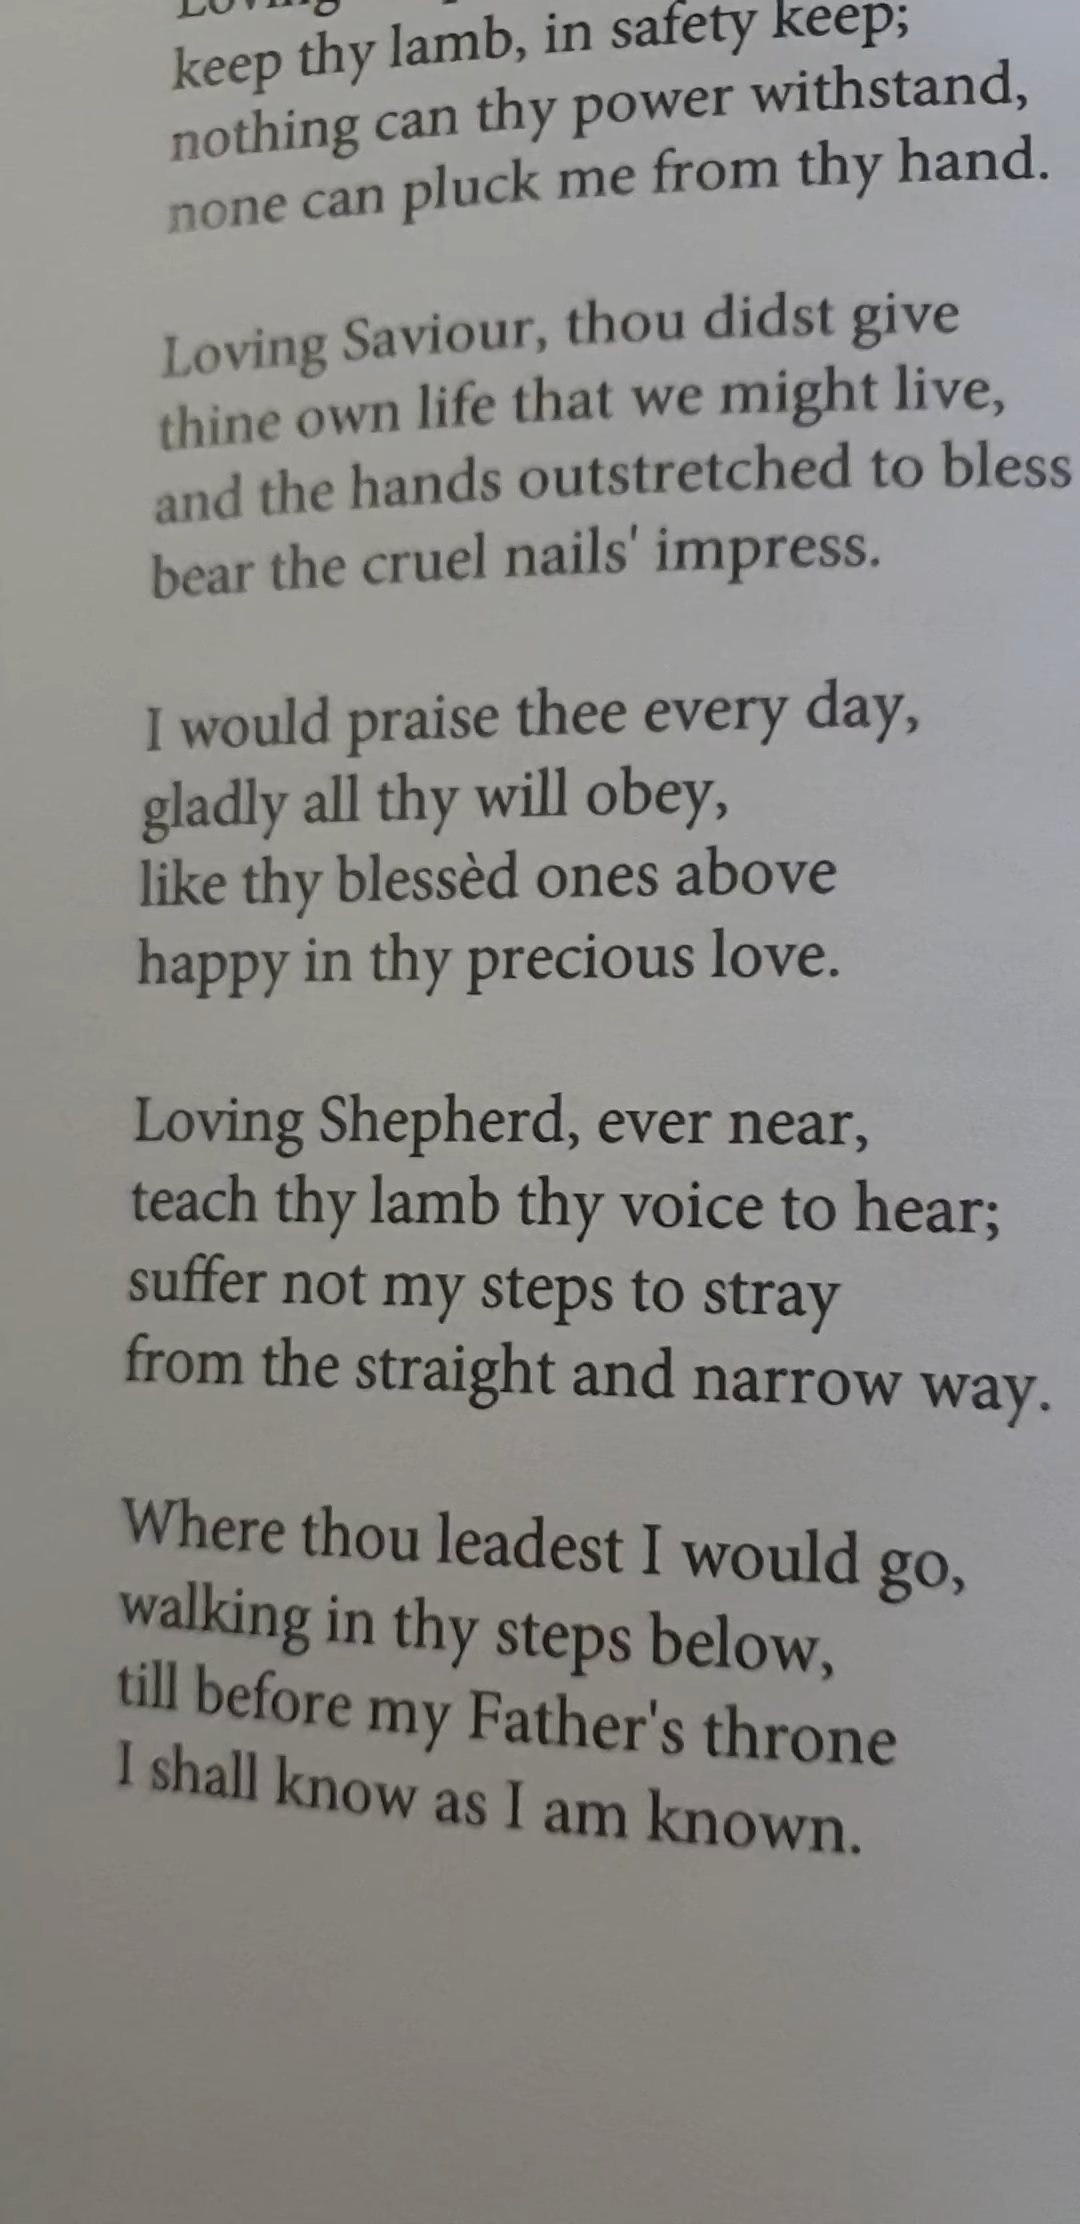 Loving
keep thy lamb, in safety keep;
nothing can thy power withstand,
none can pluck me from thy hand.

Loving Saviour, thou didst give
thine own life that we might live,
and the hands outstretched to bless
bear the cruel nails' impress.

I would praise thee every day,
gladly all thy will obey,
like thy blessèd ones above
happy in thy precious love.

Loving Shepherd, ever near,
teach thy lamb thy voice to hear;
suffer not my steps to stray
from the straight and narrow way.

Where thou leadest I would go,
walking in thy steps below,
till before my Father's throne
I shall know as I am known.